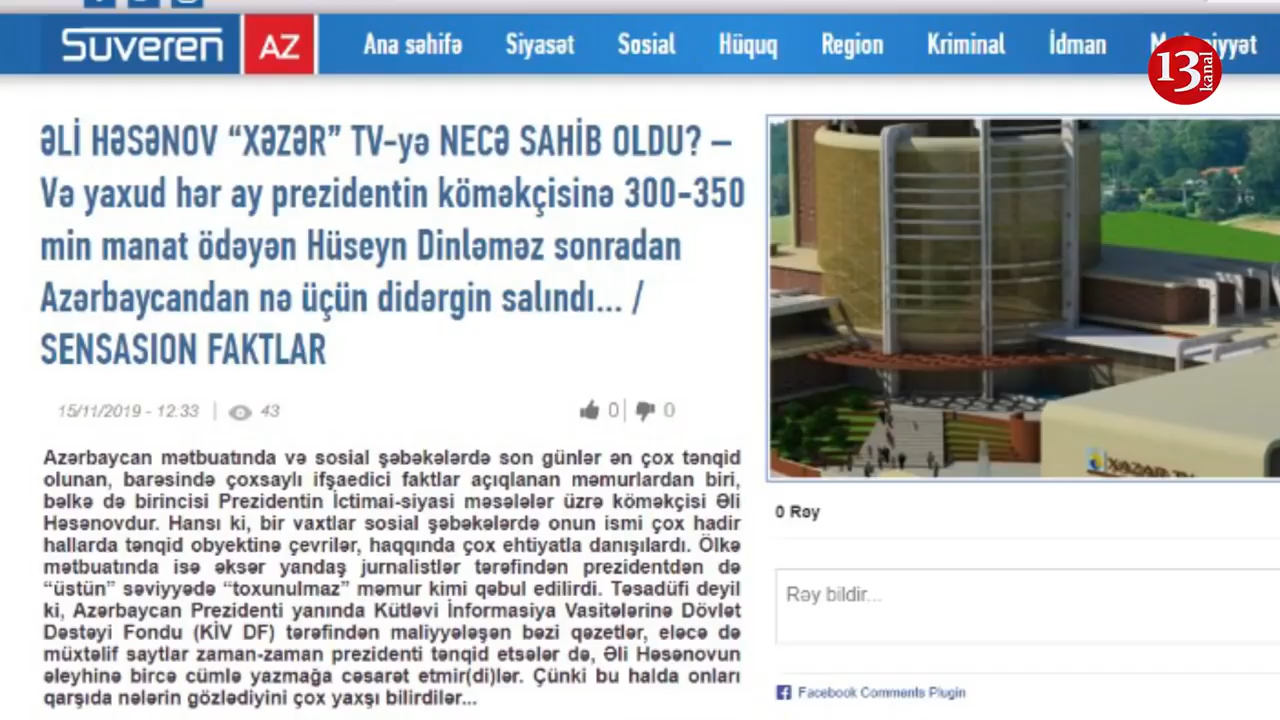 Suveren AZ
Ana səhifə Siyasət Sosial Hüquq Region Kriminal İdman
13 kanal
ƏLİ HƏSƏNOV “XƏZƏR” TV-yə NECƏ SAHİB OLDU? –
Və yaxud hər ay prezidentin köməkçisinə 300-350
min manat ödəyən Hüseyn Dinləməz sonradan
Azərbaycandan nə üçün didərgin salındı... /
SENSASION FAKTLAR
15/11/2019 - 12:33 | 43
0 | 0
Azərbaycan mətbuatında və sosial şəbəkələrdə son günlər ən çox tənqid
olunan, barəsində çoxsaylı ifşaedici faktlar açıqlanan məmurlardan biri,
bəlkə də birincisi Prezidentin İctimai-siyasi məsələlər üzrə köməkçisi Əli
Həsənovdur. Hansı ki, bir vaxtlar sosial şəbəkələrdə onun ismi çox hadir
hallarda tənqid obyektinə çevrilər, haqqında çox ehtiyatla danışılardı. Ölkə
mətbuatında isə əksər yandaş jurnalistlər tərəfindən prezidentdən də
“üstün” səviyyədə “toxunulmaz” məmur kimi qəbul edilirdi. Təsadüfi deyil
ki, Azərbaycan Prezidenti yanında Kütləvi İnformasiya Vasitələrinə Dövlət
Dəstəyi Fondu (KİV DF) tərəfindən maliyyələşən bəzi qəzetlər, eləcə də
müxtəlif saytlar zaman-zaman prezidenti tənqid etsələr də, Əli Həsənovun
əleyhinə bircə cümlə yazmağa cəsarət etmir(di)lər. Çünki bu halda onları
qarşıda nələrin gözlədiyini çox yaxşı bilirdilər...
XƏZƏR TV
0 Rəy
Rəy bildir...
Facebook Comments Plugin